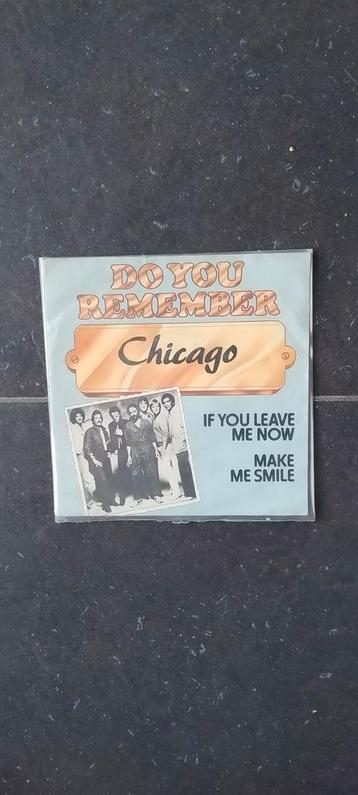 DO YOU
REMEMBER
Chicago
IF YOU LEAVE
ME NOW
MAKE
ME SMILE